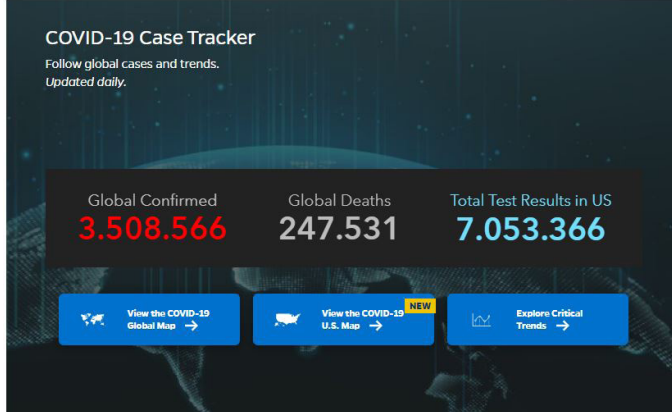 COVID-19 Case Tracker
Follow global cases and trends.
Updated daily.
Global Confirmed
3.508.566
Global Deaths
247.531
Total Test Results in US
7.053.366
View the COVID-19
Global Map →
NEW
View the COVID-19
U.S. Map →
Explore Critical
Trends →